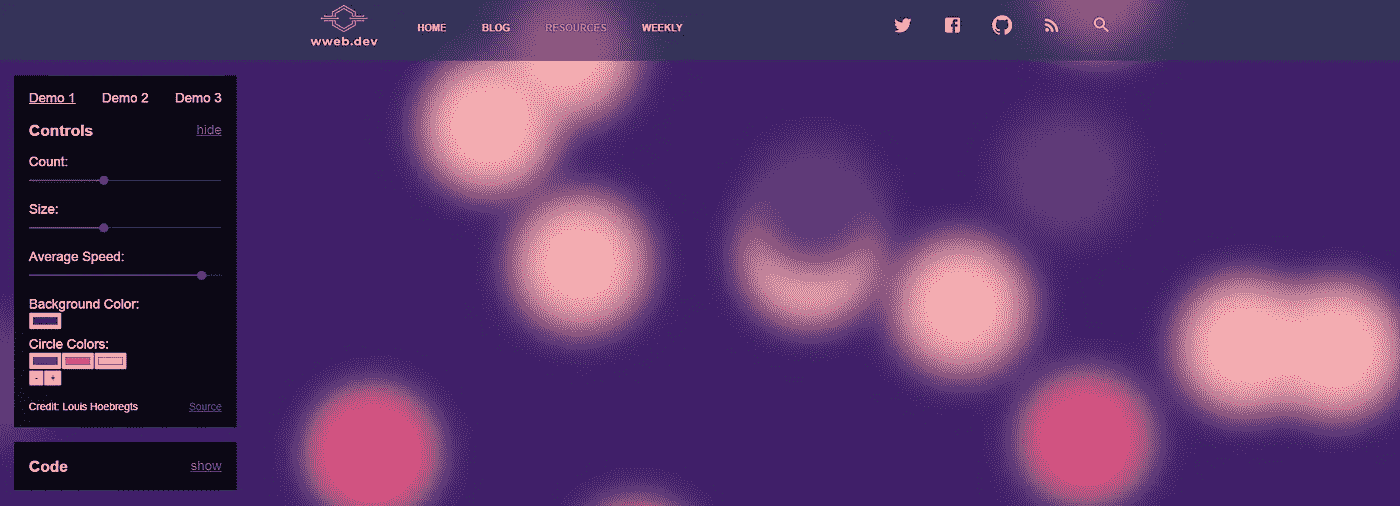 wweb.dev
HOME BLOG RESOURCES WEEKLY
Demo 1 Demo 2 Demo 3
Controls hide
Count:
Size:
Average Speed:
Background Color:
Circle Colors:
- +
Credit: Louis Hoebregts Source
Code show